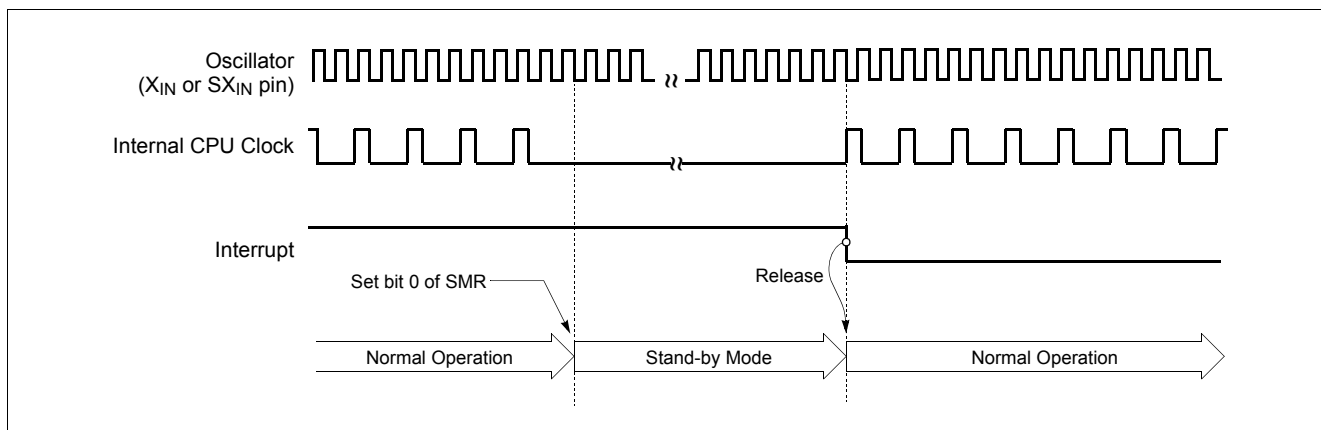 Oscillator
(XIN or SXIN pin)
Internal CPU Clock
Interrupt
Set bit 0 of SMR
Release
Normal Operation
Stand-by Mode
Normal Operation